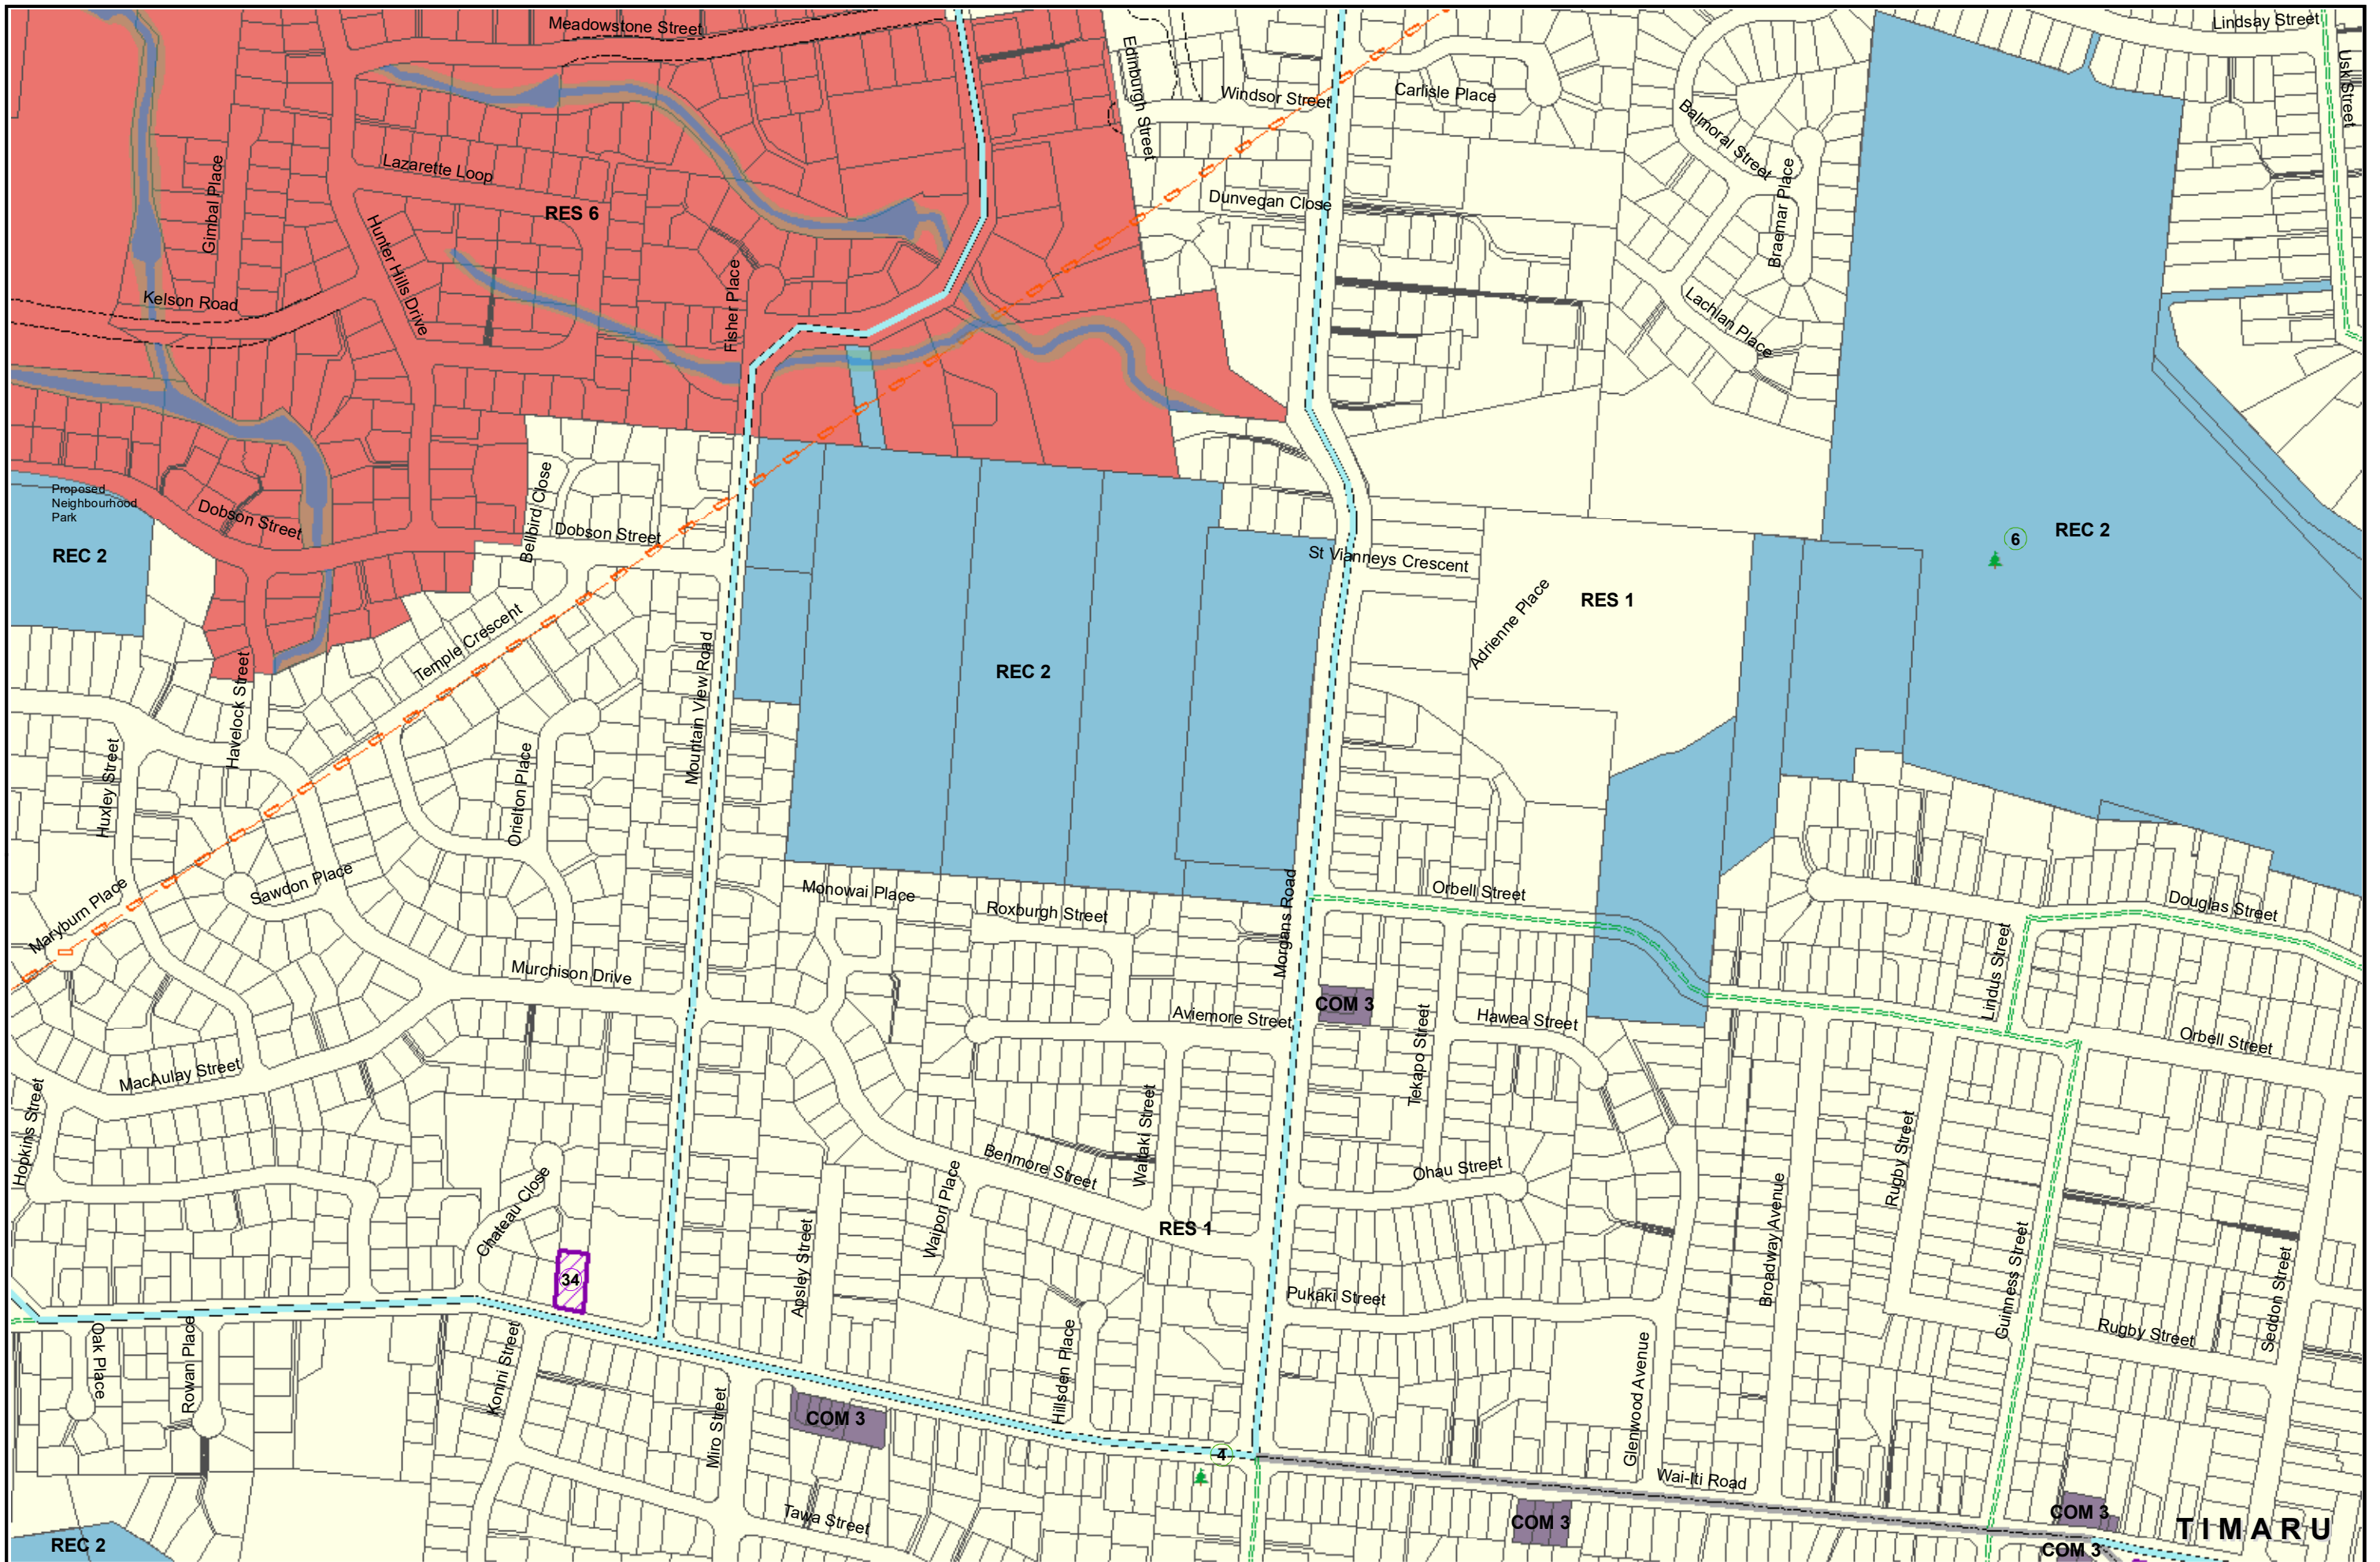 Meadowstone Street
Lindsay Street
Edinburgh Street
Usk Street
Windsor Street
Carlisle Place
Balmoral Street
Lazarette Loop
Gimbal Place
Braemar Place
RES 6
Dunvegan Close
Hunter Hills Drive
Kelson Road
Fisher Place
Lachlan Place
Proposed
Neighbourhood
Park
Dobson Street
Bellbird Close
Dobson Street
REC 2
6
REC 2
St Vianneys Crescent
Adrienne Place
RES 1
Temple Crescent
REC 2
Mountain View Road
Havelock Street
Huxley Street
Orielton Place
Sawdon Place
Maryburn Place
Monowai Place
Roxburgh Street
Morgans Road
Orbell Street
Douglas Street
Lindus Street
Murchison Drive
COM 3
Aviemore Street
Tekapo Street
Hawea Street
Orbell Street
MacAulay Street
Hopkins Street
Waitaki Street
Benmore Street
Ohau Street
Rugby Street
Chateau Close
Waipori Place
Apsley Street
RES 1
Broadway Avenue
34
Pukaki Street
Guinness Street
Seddon Street
Rugby Street
Oak Place
Rowan Place
Konini Street
Hillsden Place
Glenwood Avenue
Miro Street
COM 3
4
Wai-Iti Road
Tawa Street
COM 3
COM 3
TIMARU
REC 2
COM 3